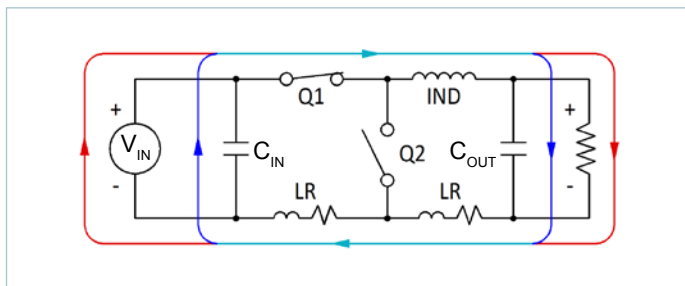 Q1
IND
+
V_IN
-
C_IN
Q2
C_OUT
+
-
LR
LR